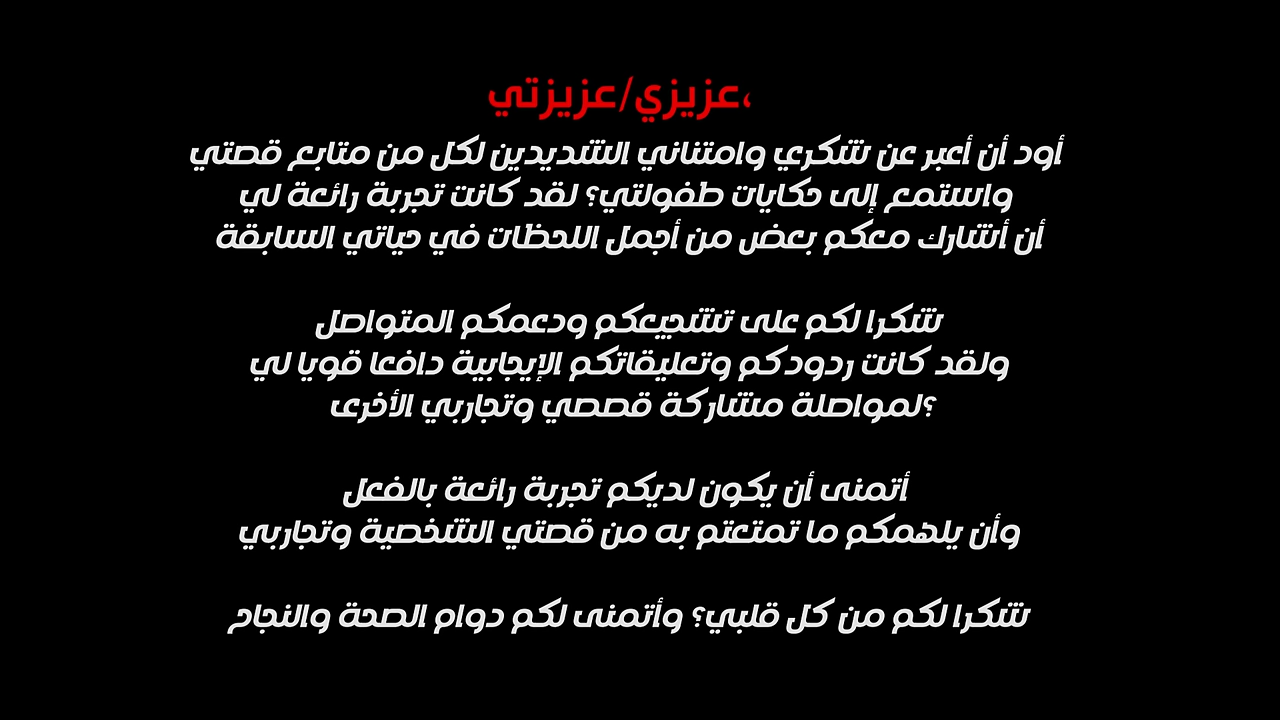 ،عزيزي/عزيزتي
أود أن أعبر عن شكري وامتناني الشديدين لكل من متابع قصتي
واستمع إلى حكايات طفولتي؟ لقد كانت تجربة رائعة لي
أن أشارك معكم بعض من أجمل اللحظات في حياتي السابقة
شكرا لكم على تشجيعكم ودعمكم المتواصل
ولقد كانت ردودكم وتعليقاتكم الإيجابية دافعا قويا لي
؟لمواصلة مشاركة قصصي وتجاربي الأخرى
أتمنى أن يكون لديكم تجربة رائعة بالفعل
وأن يلهمكم ما تمتعتم به من قصتي الشخصية وتجاربي
شكرا لكم من كل قلبي؟ وأتمنى لكم دوام الصحة والنجاح